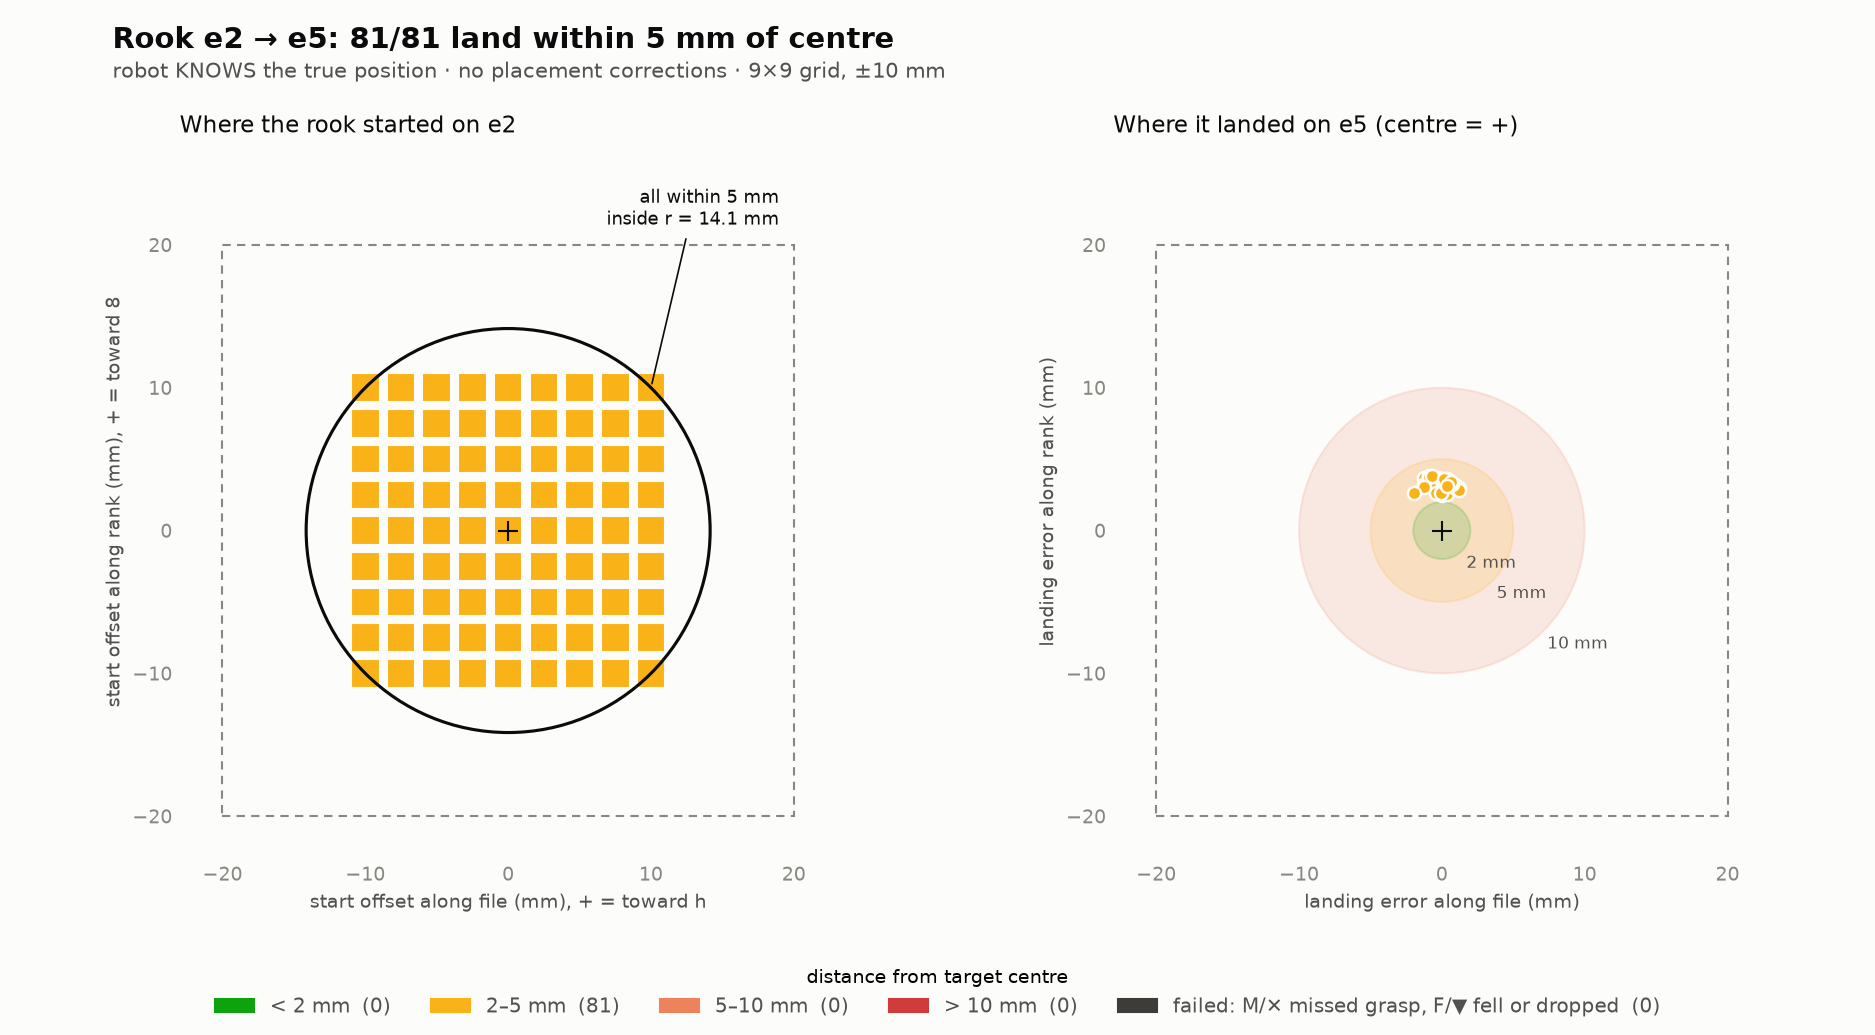 Rook e2 → e5: 81/81 land within 5 mm of centre
robot KNOWS the true position · no placement corrections · 9×9 grid, ±10 mm
Where the rook started on e2
all within 5 mm
inside r = 14.1 mm
20
10
0
−10
−20
start offset along rank (mm), + = toward 8
−20
−10
0
10
20
start offset along file (mm), + = toward h
Where it landed on e5 (centre = +)
20
10
0
−10
−20
landing error along rank (mm)
2 mm
5 mm
10 mm
−20
−10
0
10
20
landing error along file (mm)
distance from target centre
< 2 mm (0)
2–5 mm (81)
5–10 mm (0)
> 10 mm (0)
failed: M/✕ missed grasp, F/▼ fell or dropped (0)